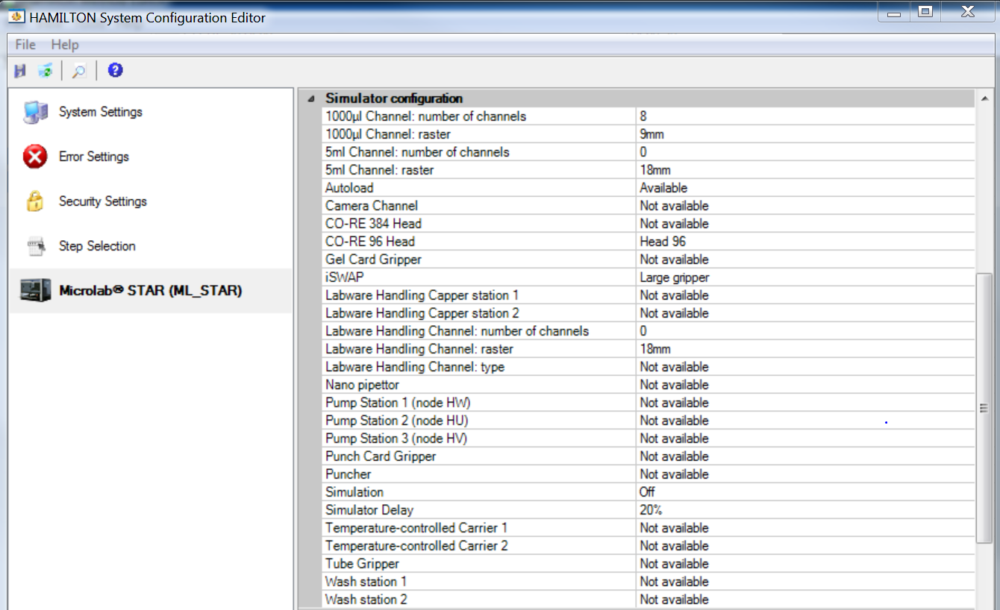 HAMILTON System Configuration Editor
File Help
System Settings
Error Settings
Security Settings
Step Selection
Microlab® STAR (ML_STAR)
Simulator configuration
1000µl Channel: number of channels 8
1000µl Channel: raster 9mm
5ml Channel: number of channels 0
5ml Channel: raster 18mm
Autoload Available
Camera Channel Not available
CO-RE 384 Head Not available
CO-RE 96 Head Head 96
Gel Card Gripper Not available
iSWAP Large gripper
Labware Handling Capper station 1 Not available
Labware Handling Capper station 2 Not available
Labware Handling Channel: number of channels 0
Labware Handling Channel: raster 18mm
Labware Handling Channel: type Not available
Nano pipettor Not available
Pump Station 1 (node HW) Not available
Pump Station 2 (node HU) Not available
Pump Station 3 (node HV) Not available
Punch Card Gripper Not available
Puncher Not available
Simulation Off
Simulator Delay 20%
Temperature-controlled Carrier 1 Not available
Temperature-controlled Carrier 2 Not available
Tube Gripper Not available
Wash station 1 Not available
Wash station 2 Not available